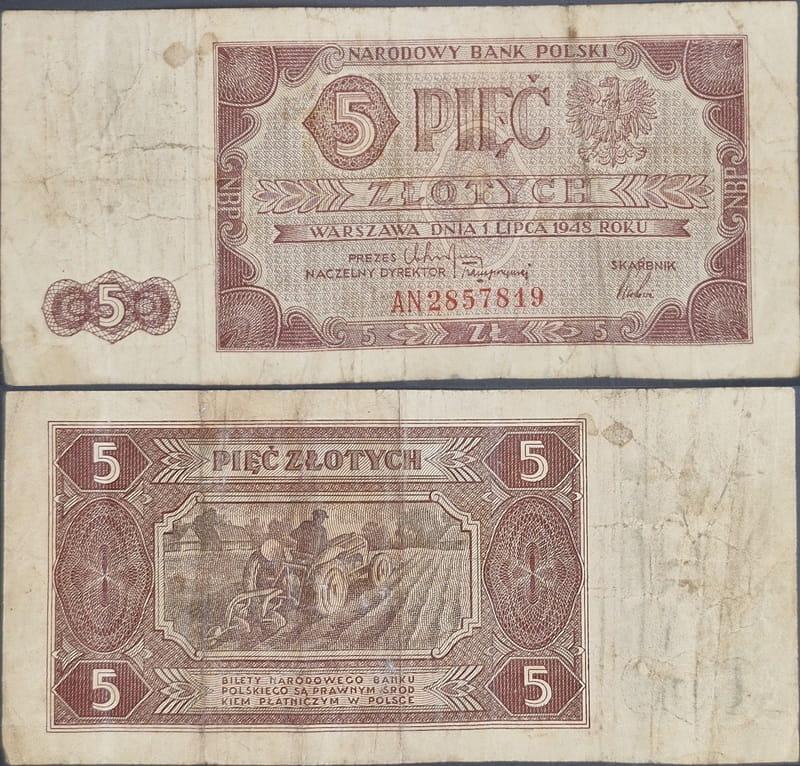 NARODOWY BANK POLSKI
5 PIĘĆ
ZŁOTYCH
NBP
NBP
WARSZAWA DNIA 1 LIPCA 1948 ROKU
PREZES
NACZELNY DYREKTOR
SKARBNIK
AN2857819
5
5 ZŁ 5
5 PIĘĆ ZŁOTYCH 5
5 5
BILETY NARODOWEGO BANKU
POLSKIEGO SĄ PRAWNYM ŚROD
KIEM PŁATNICZYM W POLSCE